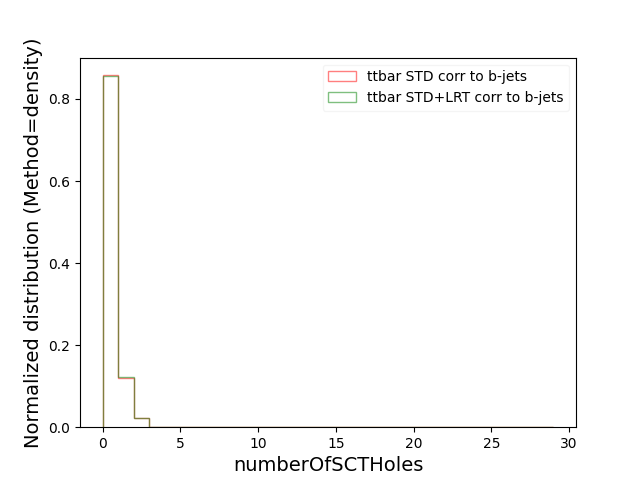 ttbar STD corr to b-jets
ttbar STD+LRT corr to b-jets
Normalized distribution (Method=density)
0.8
0.6
0.4
0.2
0.0
0 5 10 15 20 25 30
numberOfSCTHoles